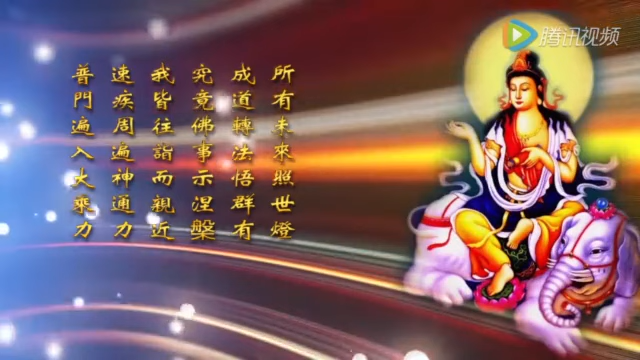 腾讯视频
所有未來照世燈
成道轉法悟群有
究竟佛事示涅槃
我皆往詣而親近
速疾周遍神通力
普門遍入大乘力